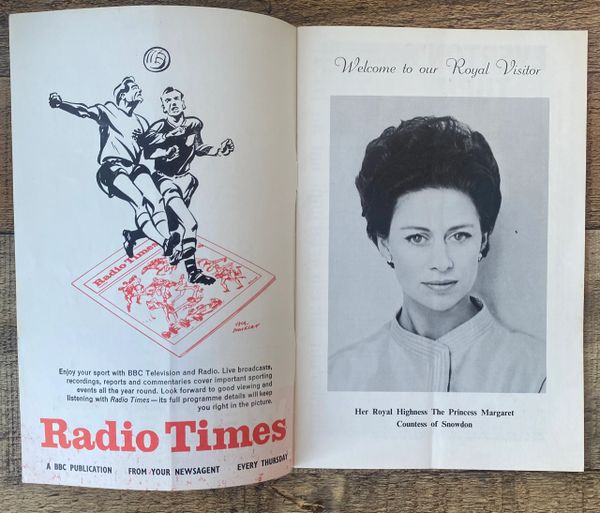 Radio Times
Enjoy your sport with BBC Television and Radio. Live broadcasts,
recordings, reports and commentaries cover important sporting
events all the year round. Look forward to good viewing and
listening with Radio Times — its full programme details will keep
you right in the picture.
Radio Times
A BBC PUBLICATION FROM YOUR NEWSAGENT EVERY THURSDAY
Welcome to our Royal Visitor
Her Royal Highness The Princess Margaret
Countess of Snowdon